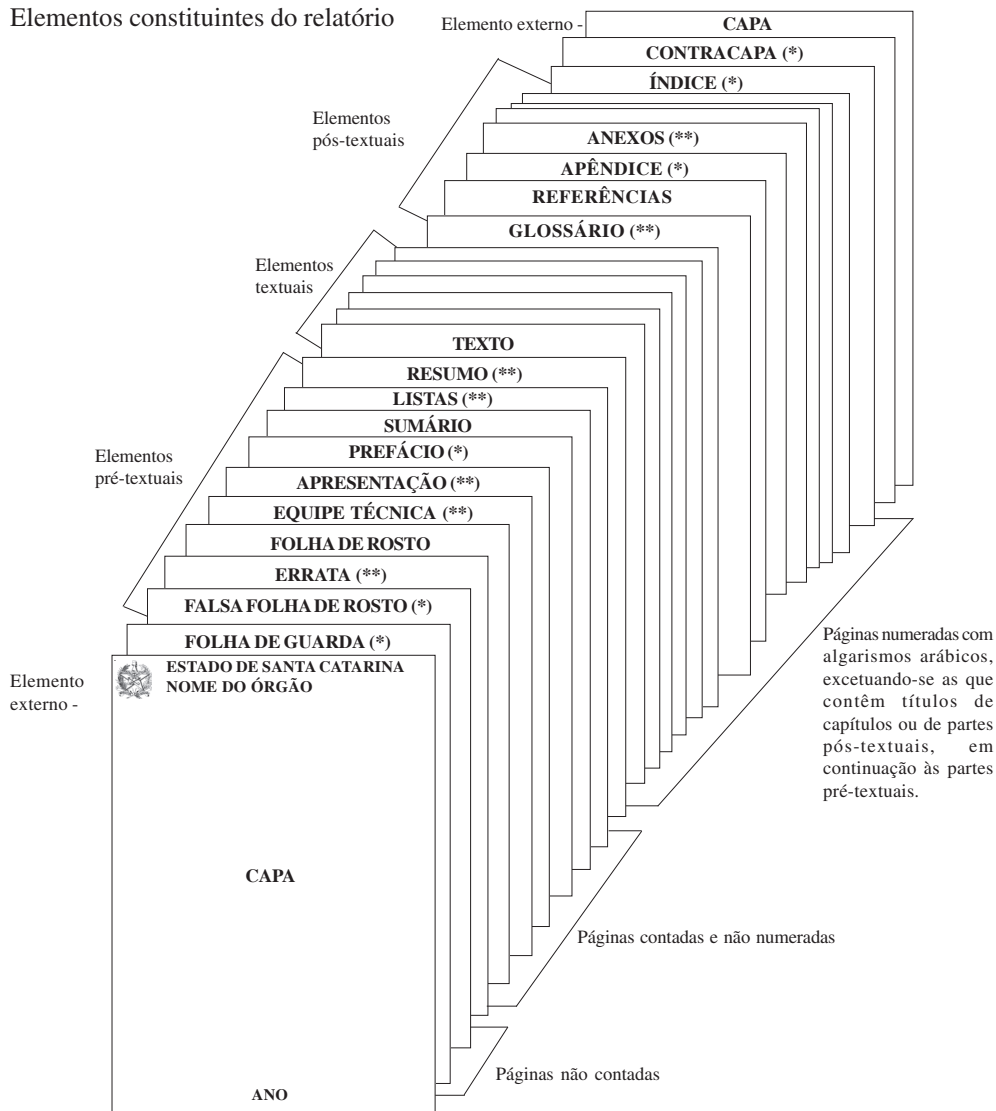 Elementos constituintes do relatório
Elemento externo -
CAPA
CONTRACAPA (*)
ÍNDICE (*)
Elementos
pós-textuais
ANEXOS (**)
APÊNDICE (*)
REFERÊNCIAS
GLOSSÁRIO (**)
Elementos
textuais
TEXTO
RESUMO (**)
LISTAS (**)
SUMÁRIO
PREFÁCIO (*)
Elementos
pré-textuais
APRESENTAÇÃO (**)
EQUIPE TÉCNICA (**)
FOLHA DE ROSTO
ERRATA (**)
FALSA FOLHA DE ROSTO (*)
FOLHA DE GUARDA (*)
Elemento
externo -
ESTADO DE SANTA CATARINA
NOME DO ÓRGÃO
CAPA
ANO
Páginas numeradas com
algarismos arábicos,
excetuando-se as que
contêm títulos de
capítulos ou de partes
pós-textuais, em
continuação às partes
pré-textuais.
Páginas contadas e não numeradas
Páginas não contadas